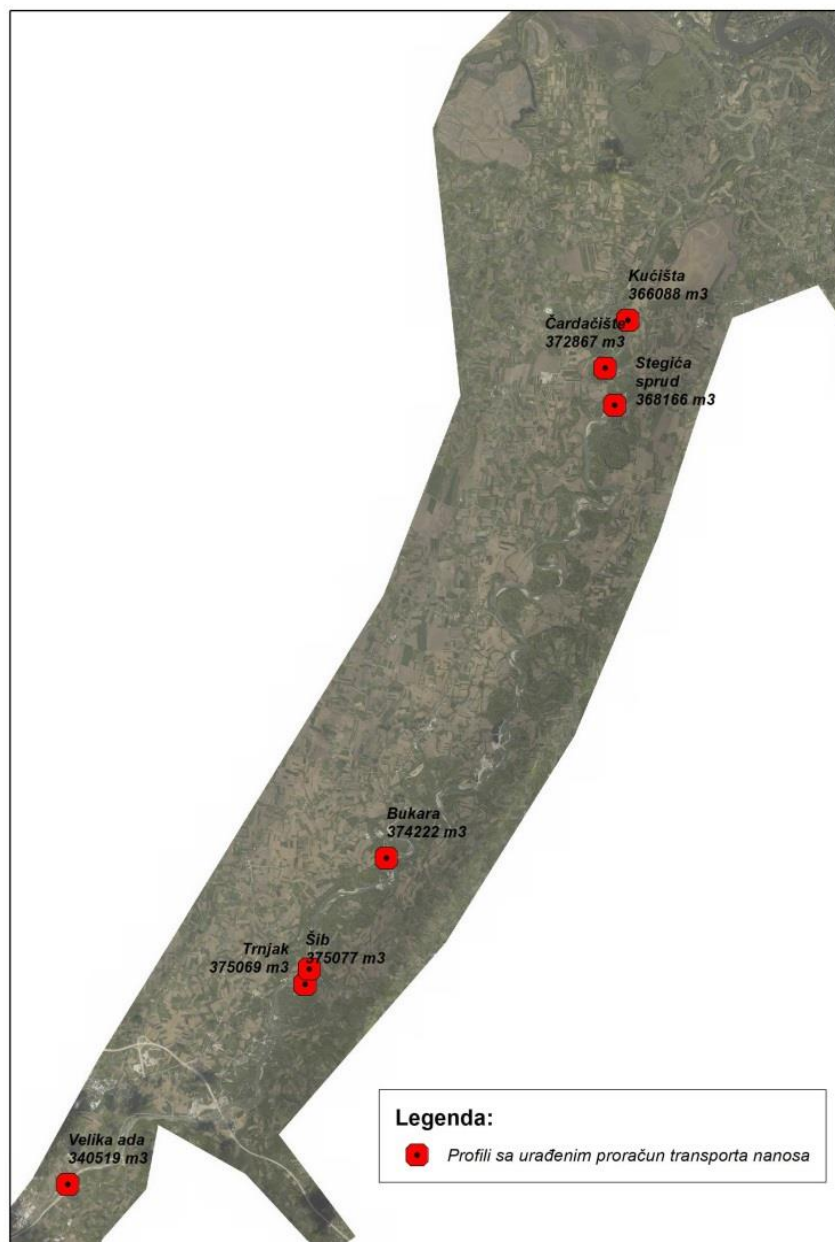 Kućišta
366088 m3
Čardačište
372867 m3
Stegića
sprud
368166 m3
Bukara
374222 m3
Trnjak
375069 m3
Šib
375077 m3
Velika ada
340519 m3
Legenda:
Profili sa urađenim proračun transporta nanosa